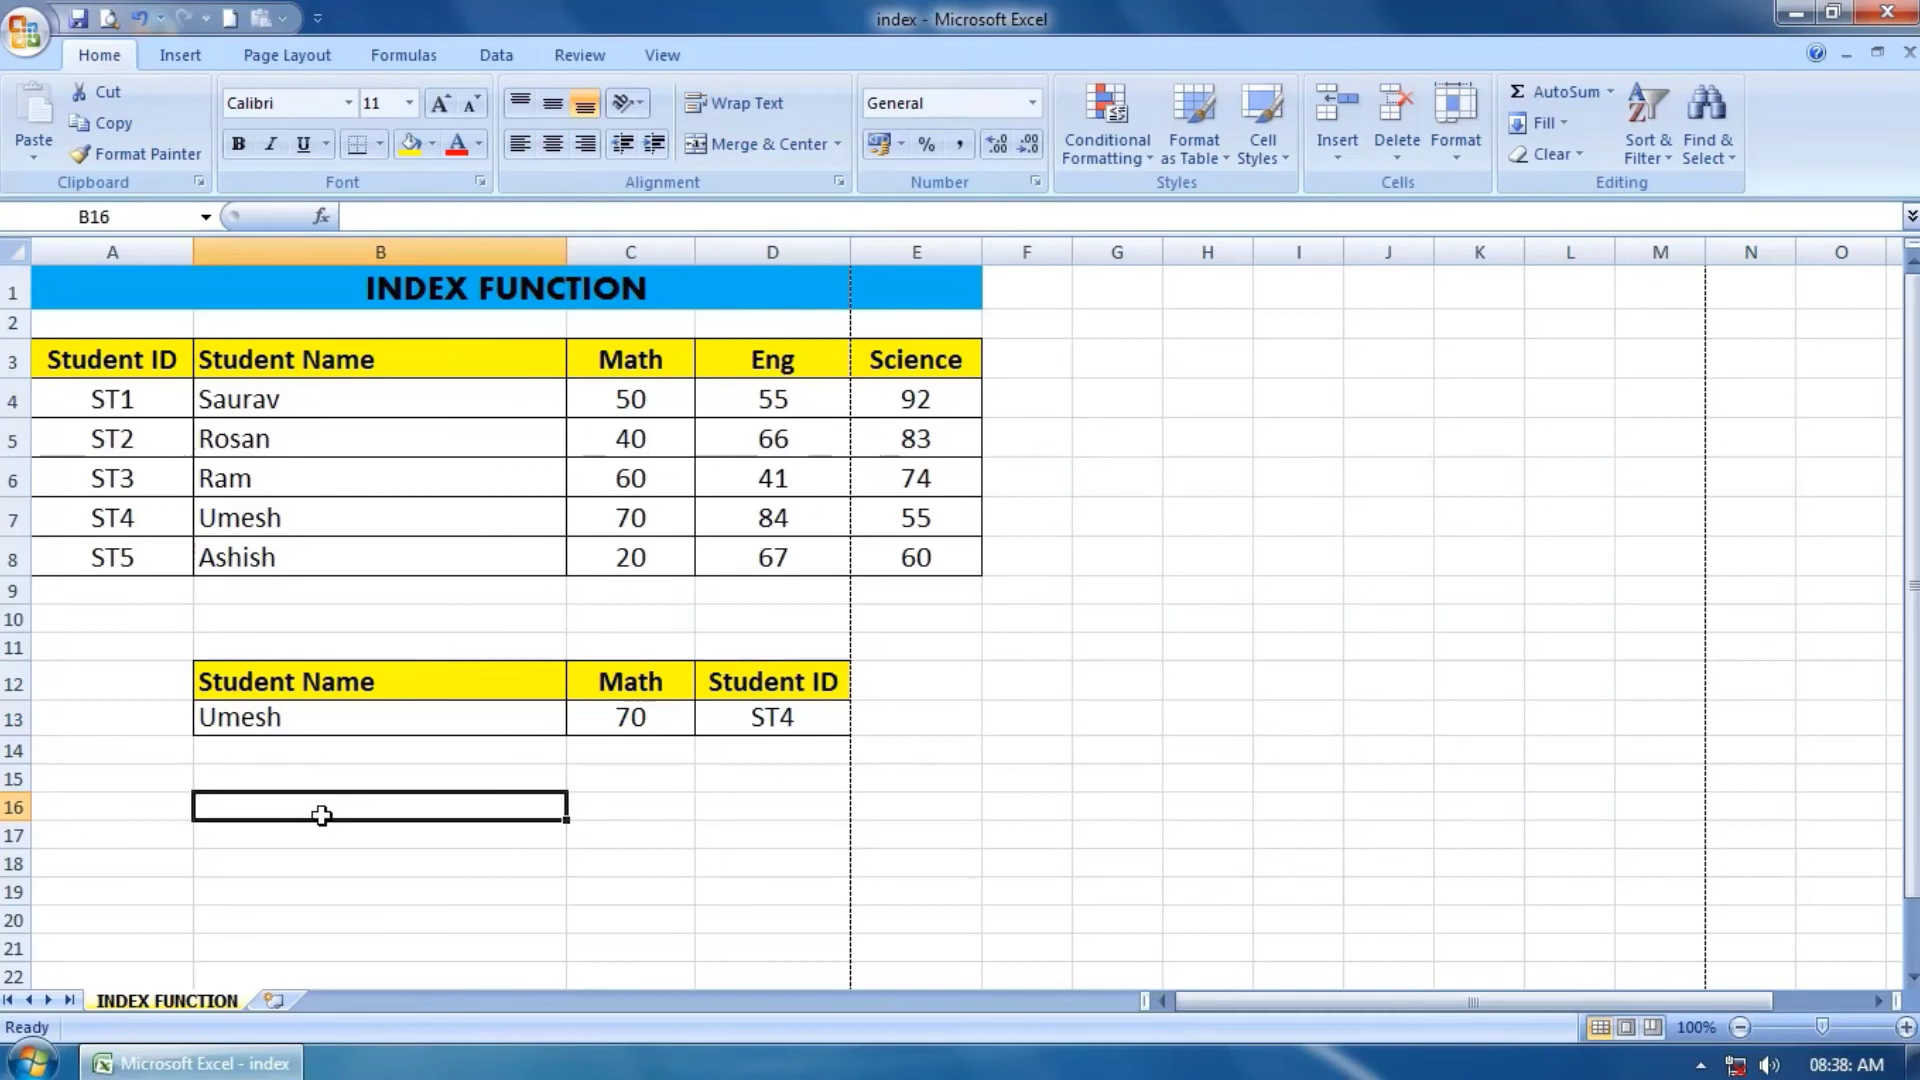 index - Microsoft Excel
Home Insert Page Layout Formulas Data Review View
Paste
Cut
Copy
Format Painter
Clipboard
Calibri 11
B I U
Font
Wrap Text
Merge & Center
Alignment
General
% ,
Number
Conditional Formatting
Format as Table
Cell Styles
Styles
Insert
Delete
Format
Cells
AutoSum
Fill
Clear
Sort & Filter
Find & Select
Editing
B16 fx
A B C D E F G H I J K L M N O
1 INDEX FUNCTION
2
3 Student ID Student Name Math Eng Science
4 ST1 Saurav 50 55 92
5 ST2 Rosan 40 66 83
6 ST3 Ram 60 41 74
7 ST4 Umesh 70 84 55
8 ST5 Ashish 20 67 60
9
10
11
12 Student Name Math Student ID
13 Umesh 70 ST4
14
15
16
17
18
19
20
21
22
INDEX FUNCTION
Ready 100%
Microsoft Excel - index 08:38: AM